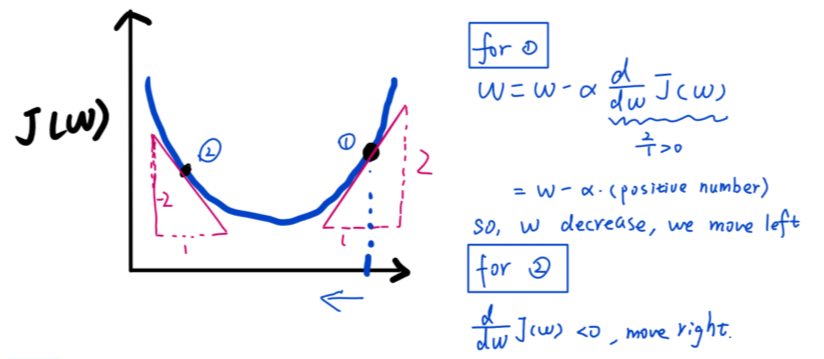 J(W)
②
①
-2
1
2
1
←
for ①
W = W - α d/dw J(W)
2/1 >0
= W - α·(positive number)
so, W decrease, we move left
for ②
d/dw J(W) <0, move right.